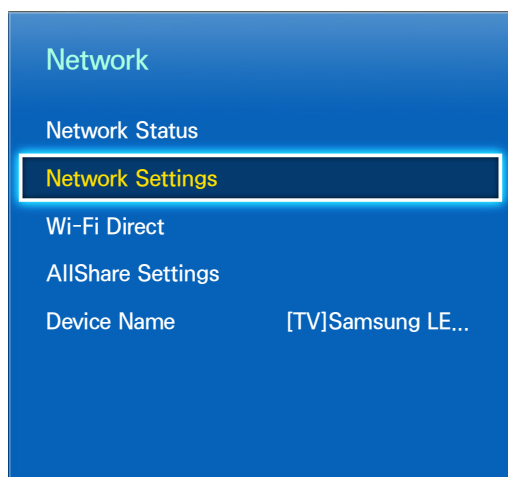 Network
Network Status
Network Settings
Wi-Fi Direct
AllShare Settings
Device Name [TV]Samsung LE...